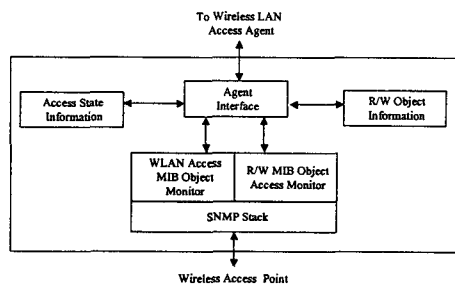 To Wireless LAN
Access Agent
Access State
Information
Agent
Interface
R/W Object
Information
WLAN Access
MIB Object
Monitor
R/W MIB Object
Access Monitor
SNMP Stack
Wireless Access Point